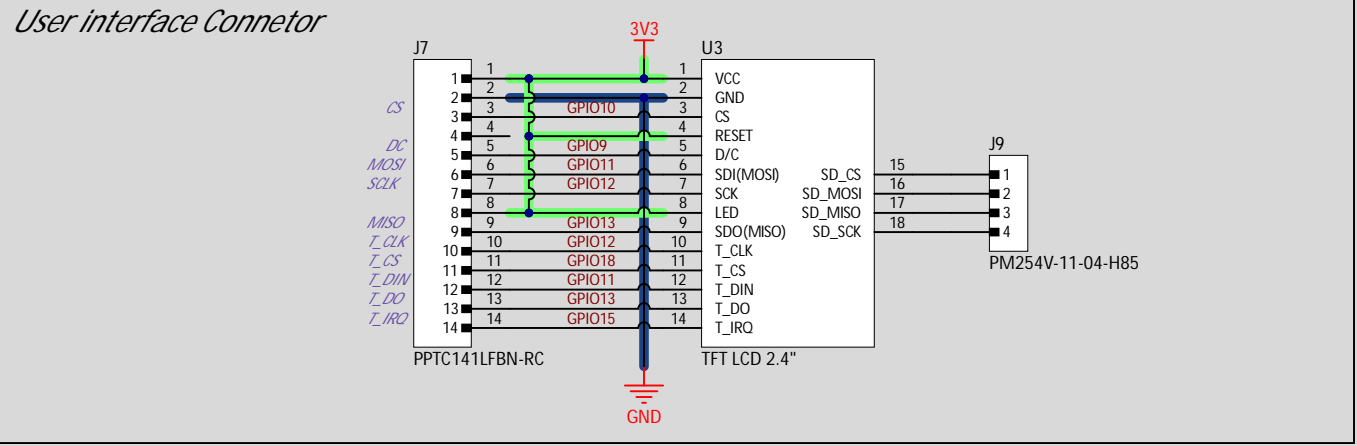 User interface Connetor
3V3
J7 U3
1 1 1 VCC
2 2 2 GND
CS 3 3 GPIO10 3 CS
4 4 4 RESET
DC 5 5 GPIO9 5 D/C
MOSI 6 6 GPIO11 6 SDI(MOSI)
SCLK 7 7 GPIO12 7 SCK
8 8 8 LED
MISO 9 9 GPIO13 9 SDO(MISO)
T_CLK 10 10 GPIO12 10 T_CLK
T_CS 11 11 GPIO18 11 T_CS
T_DIN 12 12 GPIO11 12 T_DIN
T_DO 13 13 GPIO13 13 T_DO
T_IRQ 14 14 GPIO15 14 T_IRQ
PPTC141LFBN-RC TFT LCD 2.4"
GND
J9
SD_CS 15 1
SD_MOSI 16 2
SD_MISO 17 3
SD_SCK 18 4
PM254V-11-04-H85